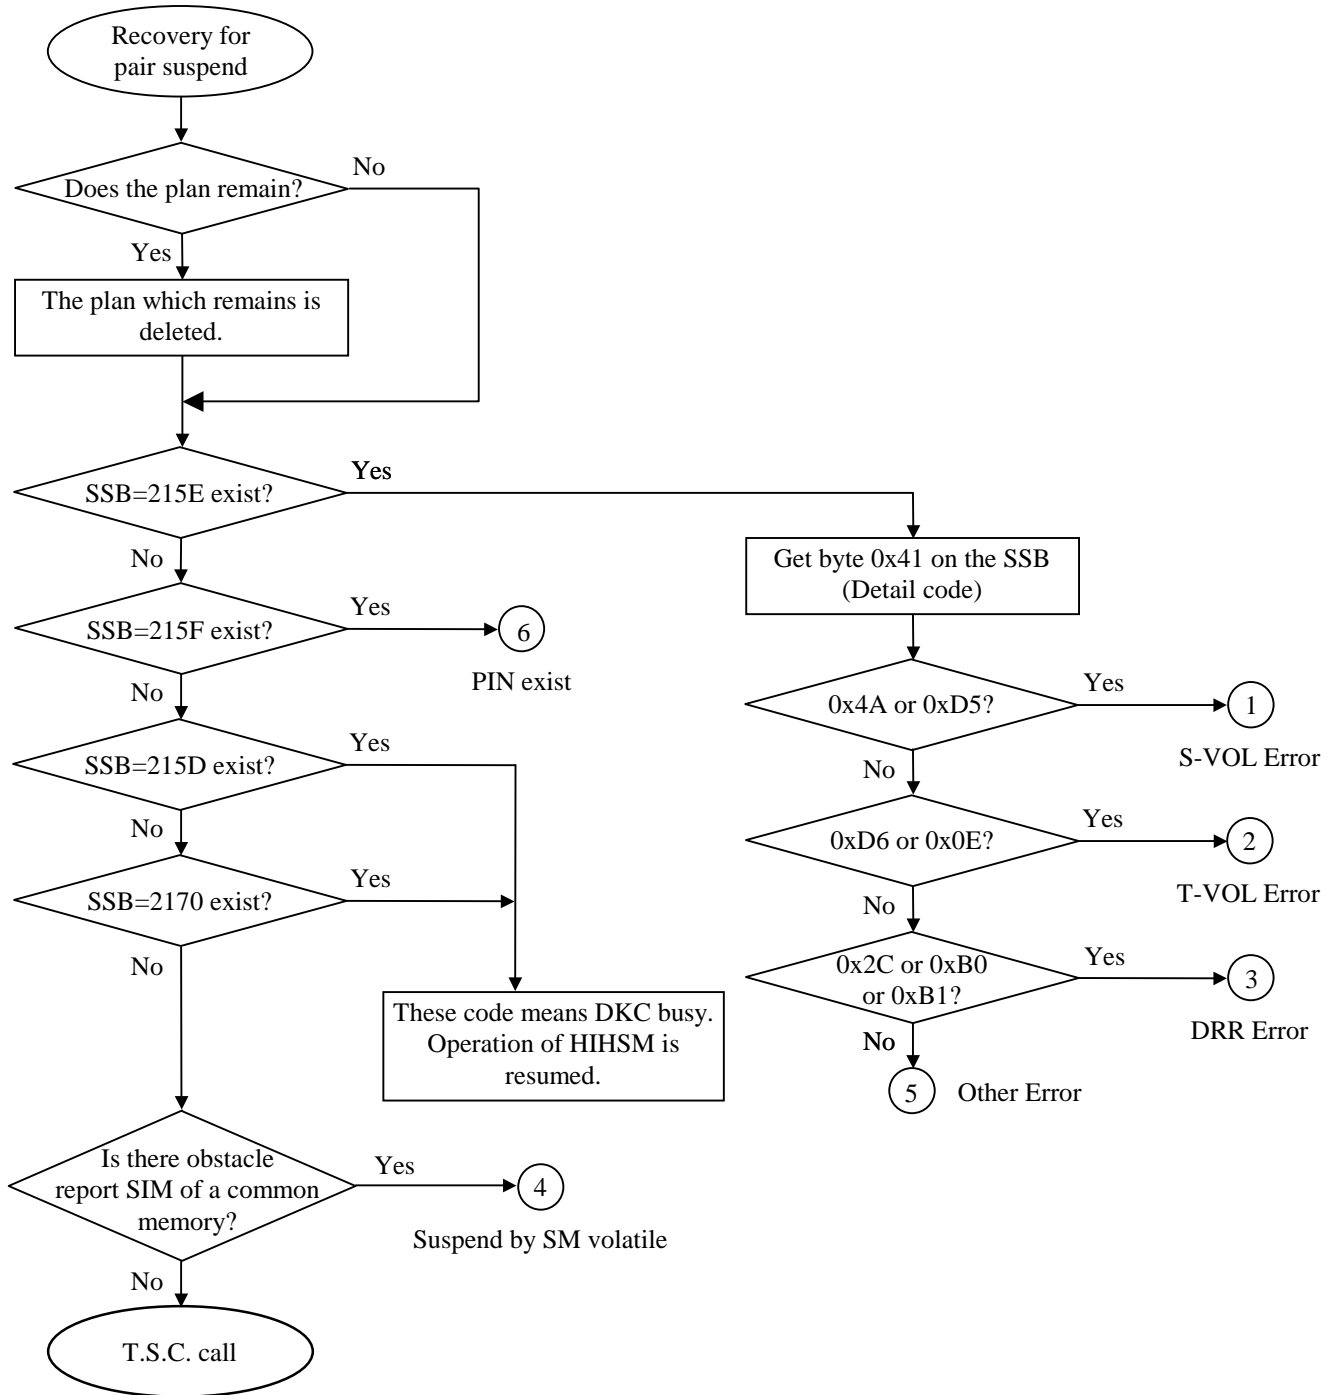 Recovery for
pair suspend
Does the plan remain?
No
Yes
The plan which remains is
deleted.
SSB=215E exist?
Yes
No
Get byte 0x41 on the SSB
(Detail code)
SSB=215F exist?
Yes
6
PIN exist
No
0x4A or 0xD5?
Yes
1
S-VOL Error
No
SSB=215D exist?
Yes
No
0xD6 or 0x0E?
Yes
2
T-VOL Error
No
SSB=2170 exist?
Yes
No
0x2C or 0xB0
or 0xB1?
Yes
3
DRR Error
No
5
Other Error
These code means DKC busy.
Operation of HIHSM is
resumed.
Is there obstacle
report SIM of a common
memory?
Yes
4
Suspend by SM volatile
No
T.S.C. call